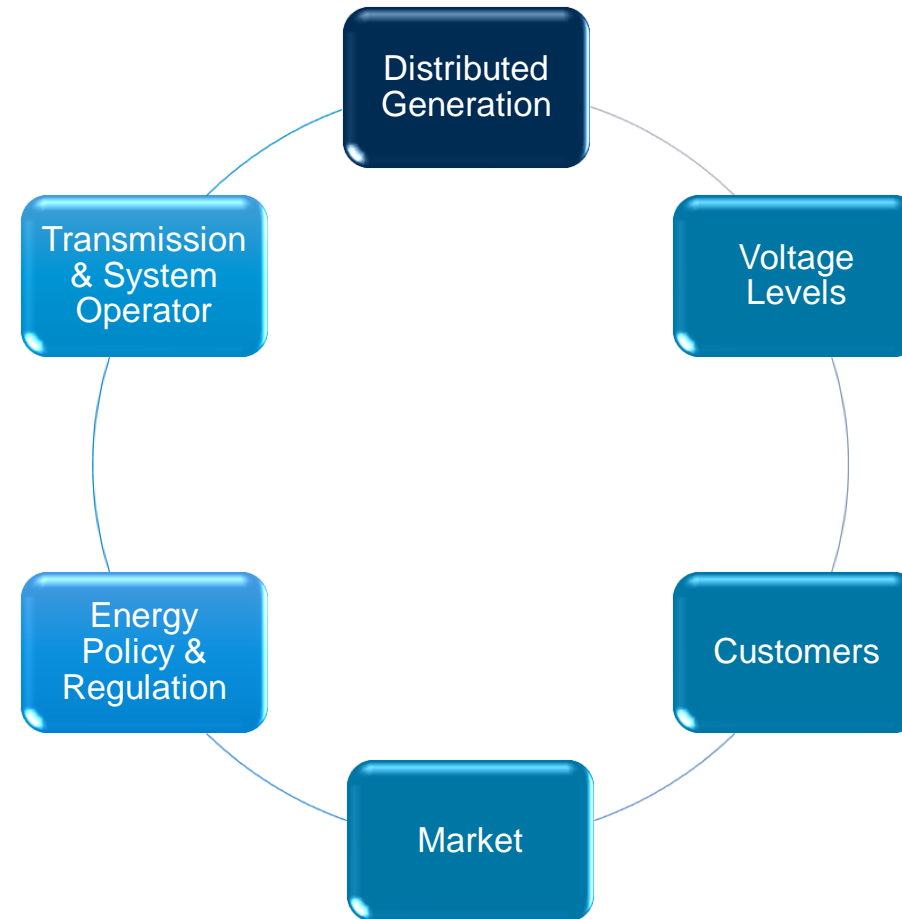 Distributed
Generation
Transmission
& System
Operator
Voltage
Levels
Energy
Policy &
Regulation
Customers
Market